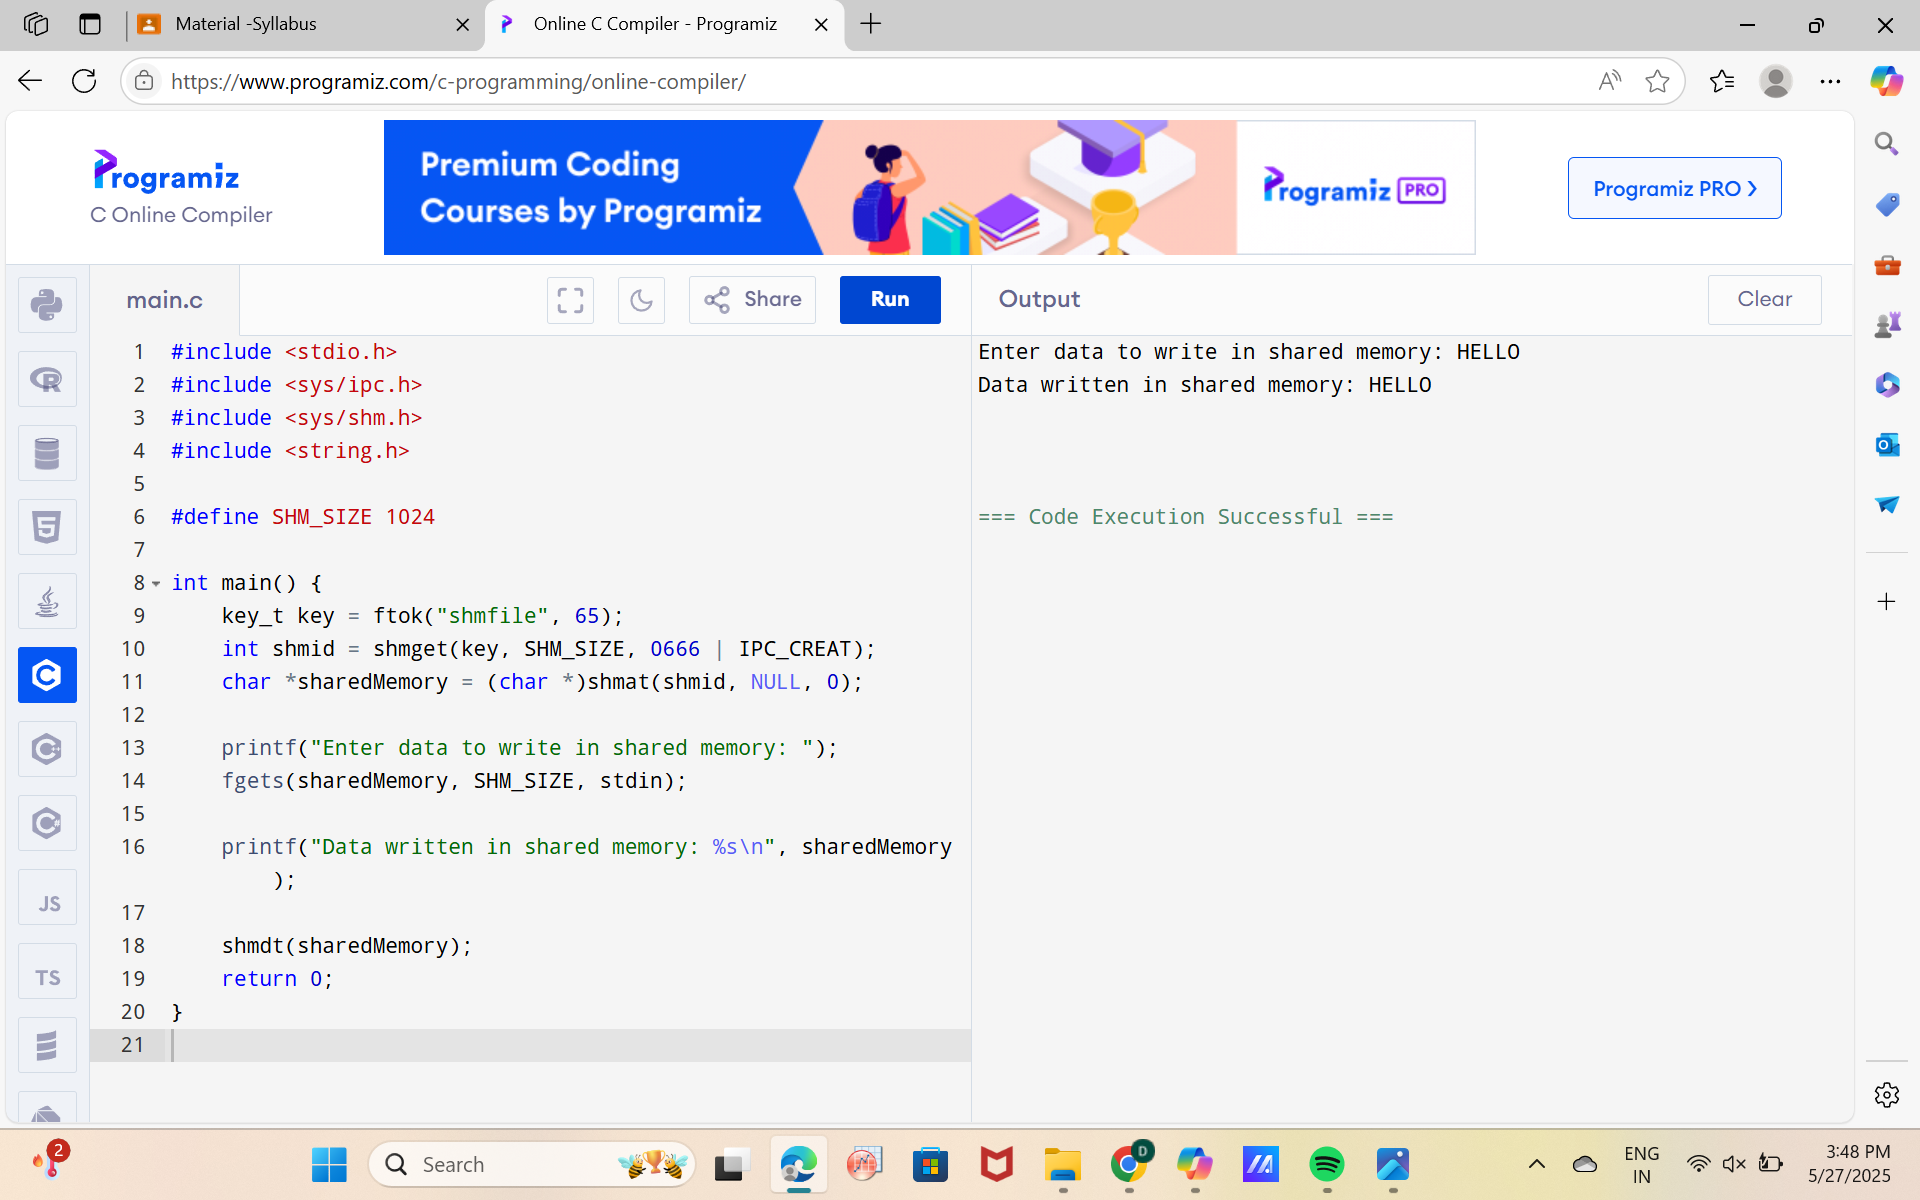 Material -Syllabus
Online C Compiler - Programiz
https://www.programiz.com/c-programming/online-compiler/
Programiz
C Online Compiler
Premium Coding
Courses by Programiz
Programiz PRO
Programiz PRO ❯
main.c
Share
Run
Output
Clear
1 #include <stdio.h>
2 #include <sys/ipc.h>
3 #include <sys/shm.h>
4 #include <string.h>
5
6 #define SHM_SIZE 1024
7
8 int main() {
9     key_t key = ftok("shmfile", 65);
10     int shmid = shmget(key, SHM_SIZE, 0666 | IPC_CREAT);
11     char *sharedMemory = (char *)shmat(shmid, NULL, 0);
12
13     printf("Enter data to write in shared memory: ");
14     fgets(sharedMemory, SHM_SIZE, stdin);
15
16     printf("Data written in shared memory: %s\n", sharedMemory
);
17
18     shmdt(sharedMemory);
19     return 0;
20 }
21
Enter data to write in shared memory: HELLO
Data written in shared memory: HELLO
=== Code Execution Successful ===
JS
TS
2
Search
D
ENG
IN
3:48 PM
5/27/2025